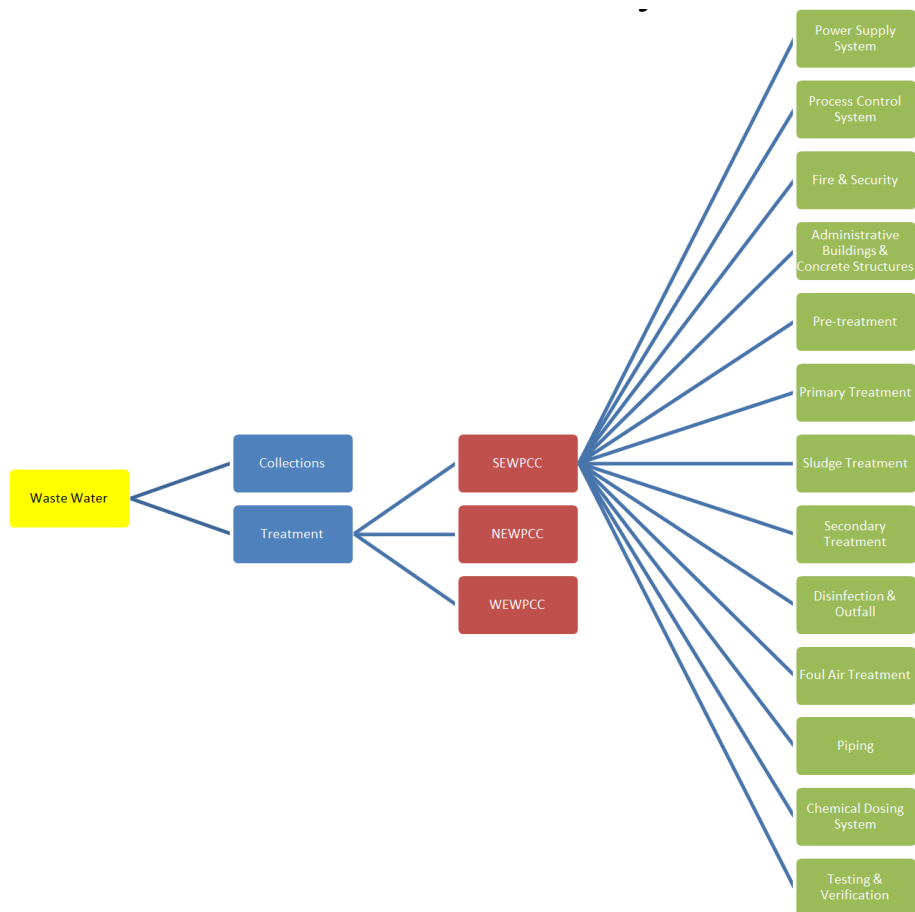 Power Supply
System
Process Control
System
Fire & Security
Administrative
Buildings &
Concrete Structures
Pre-treatment
Primary Treatment
Collections
SEWPCC
Sludge Treatment
Waste Water
Treatment
NEWPCC
Secondary
Treatment
WEWPCC
Disinfection &
Outfall
Foul Air Treatment
Piping
Chemical Dosing
System
Testing &
Verification